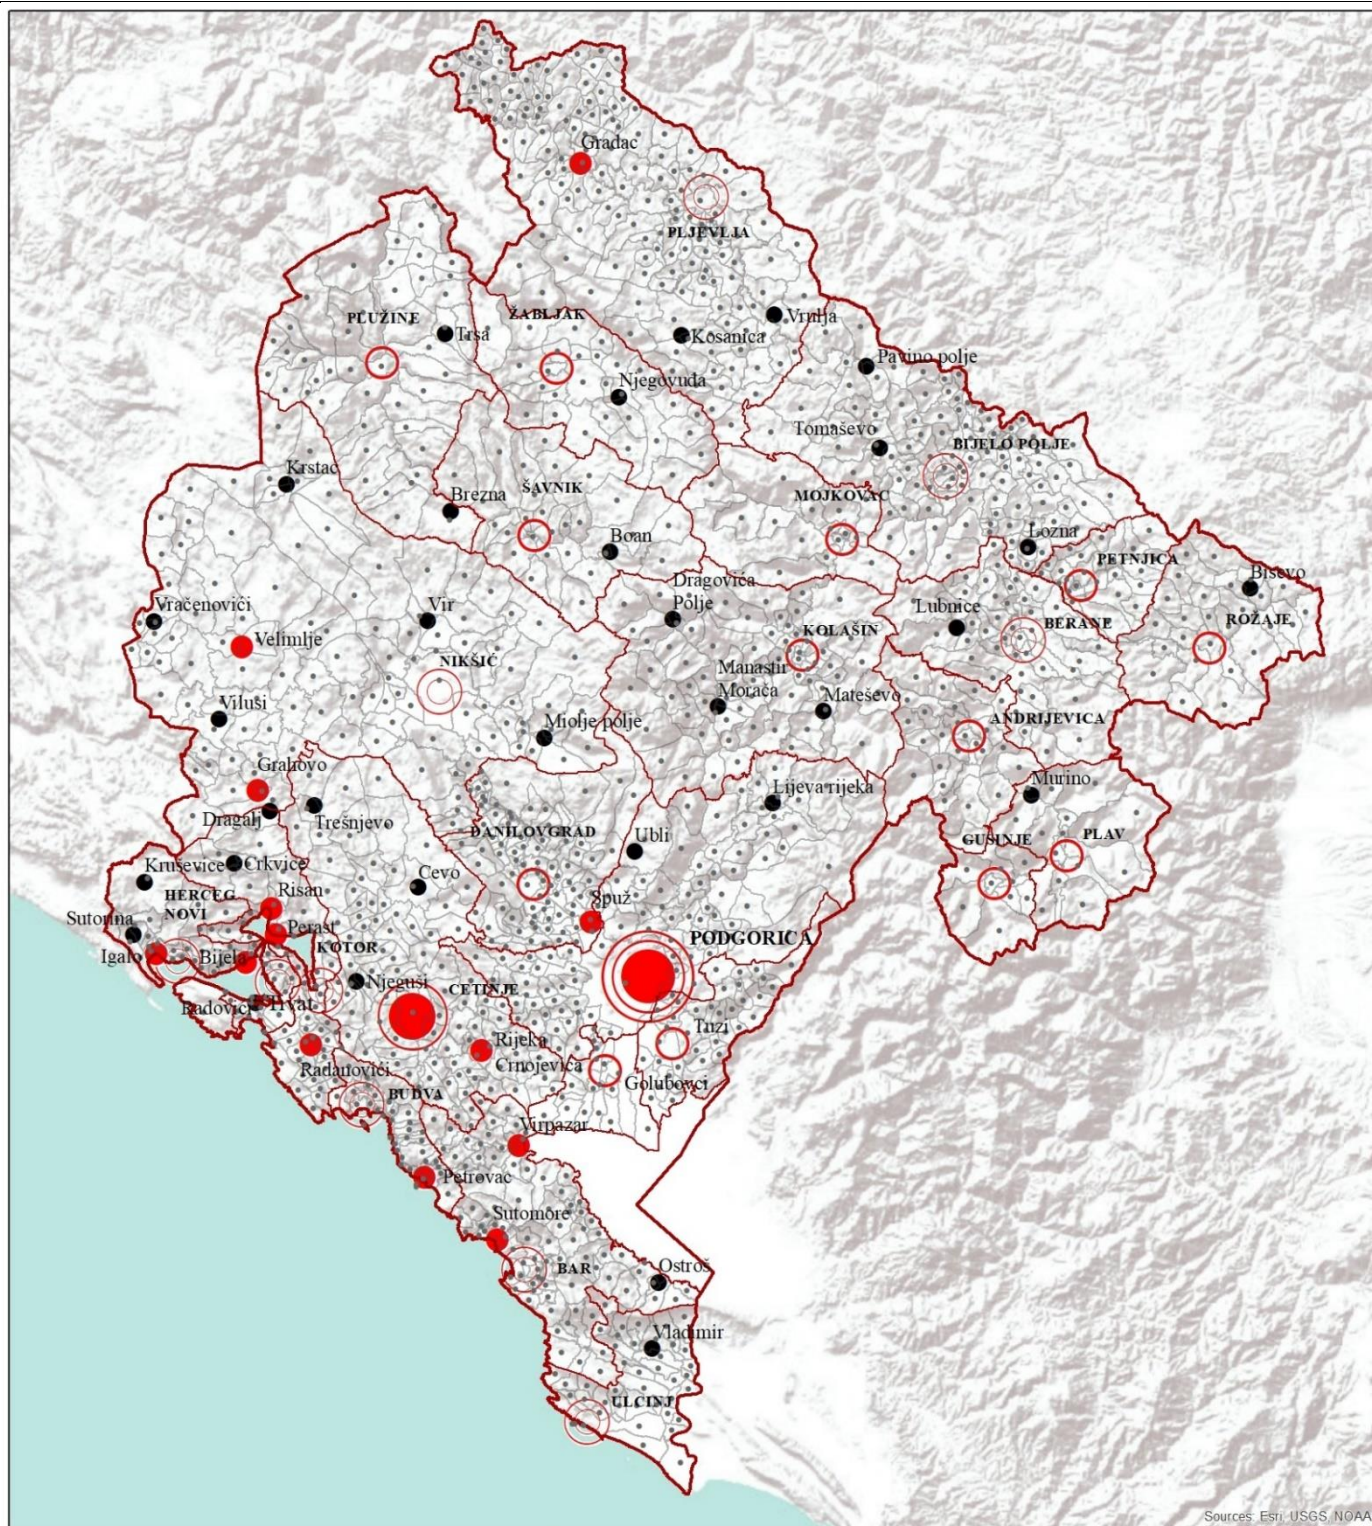 Gradac
PLJEVLJA
PLUŽINE
Trsa
ŽABLJAK
Kosanica
Vrulja
Njegovuđa
Pavino polje
Tomaševo
BIJELO POLJE
Krstac
Brezna
ŠAVNIK
MOJKOVAC
Boan
Lozna
PETNJICA
Dragovića
Polje
Biševo
Vračenovići
Vir
Lubnice
BERANE
ROŽAJE
Velimlje
KOLAŠIN
NIKŠIĆ
Manastir
Morača
Mateševo
Viluši
Miolje polje
ANDRIJEVICA
Grahovo
Lijeva rijeka
Murino
Dragalj
Trešnjevo
DANILOVGRAD
Ubli
GUSINJE
PLAV
Kruševice
Crkvice
Čevo
HERCEG
NOVI
Risan
Spuž
Sutorina
Perast
KOTOR
PODGORICA
Igalo
Bijela
Njeguši
CETINJE
Radovići
Tivat
Tuzi
Rijeka
Crnojevića
Radanovići
Golubovci
BUDVA
Virpazar
Petrovac
Sutomore
BAR
Ostroš
Vladimir
ULCINJ
Sources: Esri, USGS, NOAA